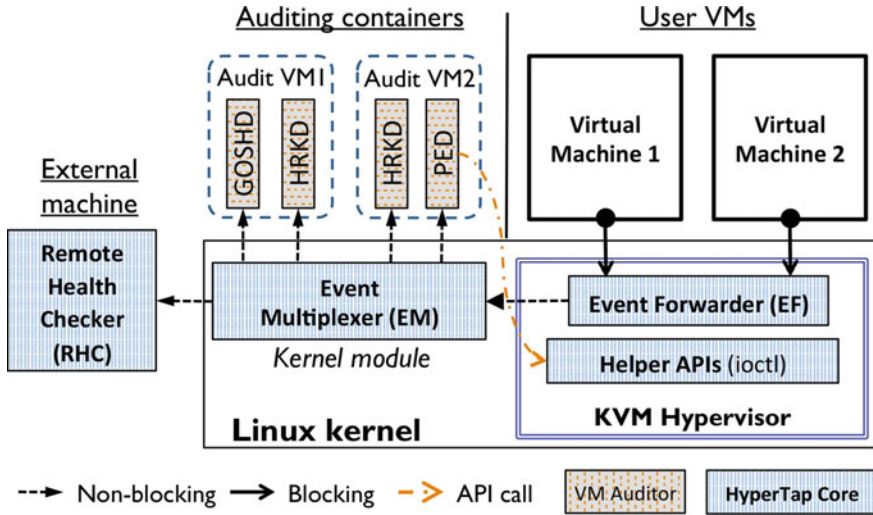 Auditing containers
User VMs
Audit VM1
Audit VM2
GOSHD
HRKD
HRKD
PED
Virtual
Machine 1
Virtual
Machine 2
External
machine
Remote
Health
Checker
(RHC)
Event
Multiplexer (EM)
Kernel module
Event Forwarder (EF)
Helper APIs (ioctl)
KVM Hypervisor
Linux kernel
Non-blocking
Blocking
API call
VM Auditor
HyperTap Core